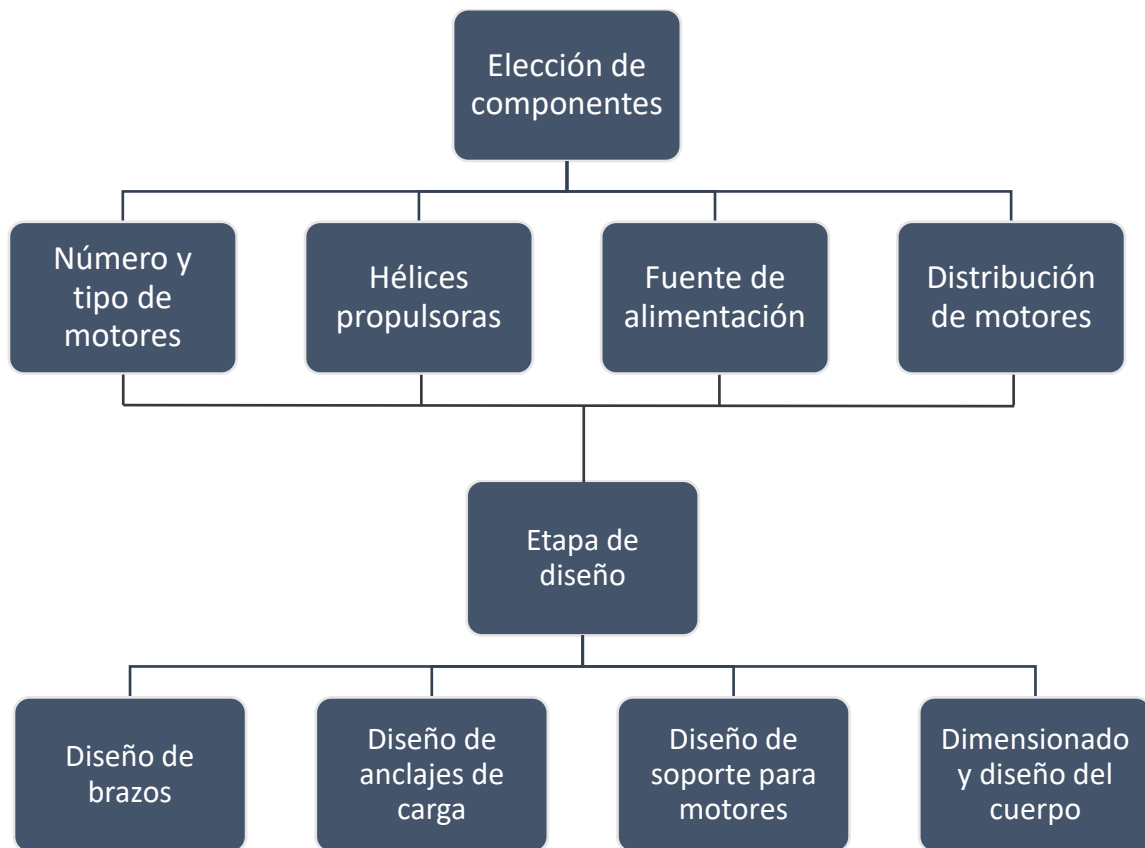 Elección de
componentes
Número y
tipo de
motores
Hélices
propulsoras
Fuente de
alimentación
Distribución
de motores
Etapa de
diseño
Diseño de
brazos
Diseño de
anclajes de
carga
Diseño de
soporte para
motores
Dimensionado
y diseño del
cuerpo